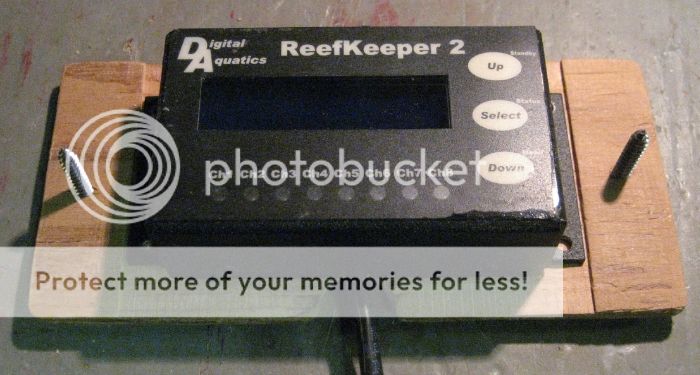 Digital
Aquatics
ReefKeeper 2
Standby
Up
Status
Select
Down
photobucket
Ch1 Ch2 Ch3 Ch4 Ch5 Ch6 Ch7 Ch8
Protect more of your memories for less!